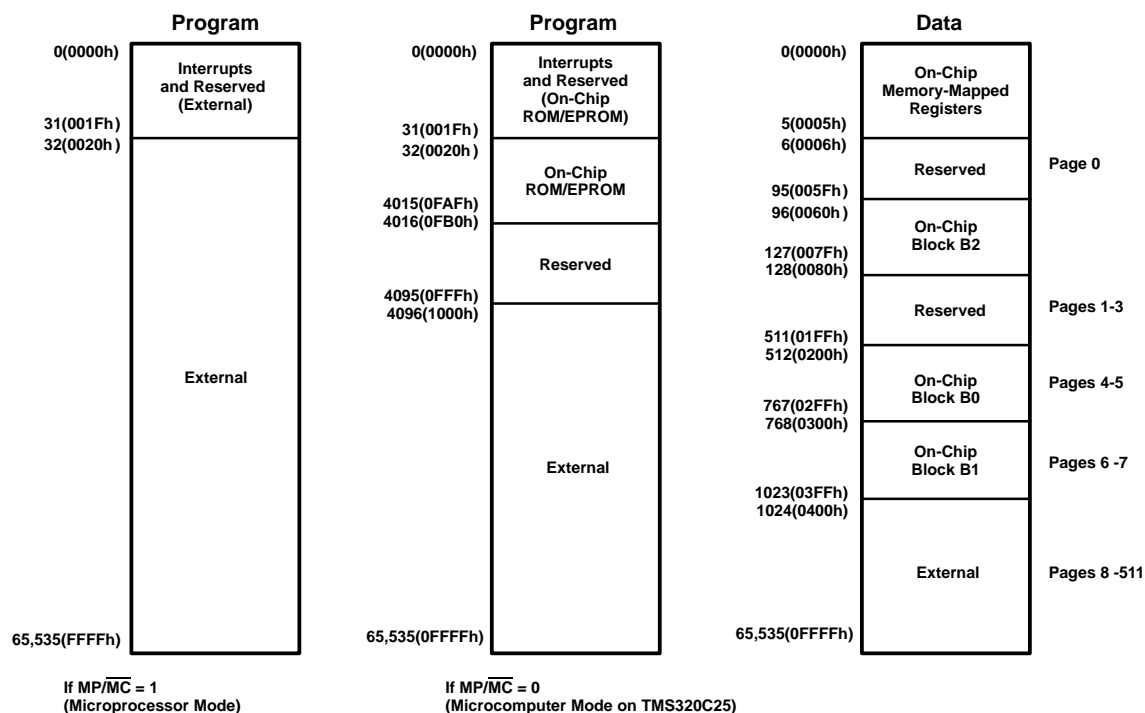 Program
0(0000h)
Interrupts
and Reserved
(External)
31(001Fh)
32(0020h)
External
65,535(FFFFh)
If MP/M̅C̅ = 1
(Microprocessor Mode)
Program
0(0000h)
Interrupts
and Reserved
(On-Chip
ROM/EPROM)
31(001Fh)
32(0020h)
On-Chip
ROM/EPROM
4015(0FAFh)
4016(0FB0h)
Reserved
4095(0FFFh)
4096(1000h)
External
65,535(0FFFFh)
If MP/M̅C̅ = 0
(Microcomputer Mode on TMS320C25)
Data
0(0000h)
On-Chip
Memory-Mapped
Registers
5(0005h)
6(0006h)
Reserved
Page 0
95(005Fh)
96(0060h)
On-Chip
Block B2
127(007Fh)
128(0080h)
Reserved
Pages 1-3
511(01FFh)
512(0200h)
On-Chip
Block B0
Pages 4-5
767(02FFh)
768(0300h)
On-Chip
Block B1
Pages 6 -7
1023(03FFh)
1024(0400h)
External
Pages 8 -511
65,535(0FFFFh)